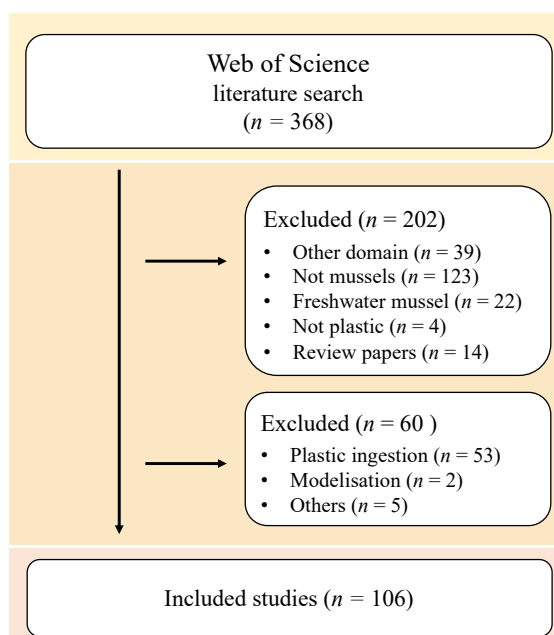 Web of Science
literature search
(n = 368)
Excluded (n = 202)
• Other domain (n = 39)
• Not mussels (n = 123)
• Freshwater mussel (n = 22)
• Not plastic (n = 4)
• Review papers (n = 14)
Excluded (n = 60 )
• Plastic ingestion (n = 53)
• Modelisation (n = 2)
• Others (n = 5)
Included studies (n = 106)